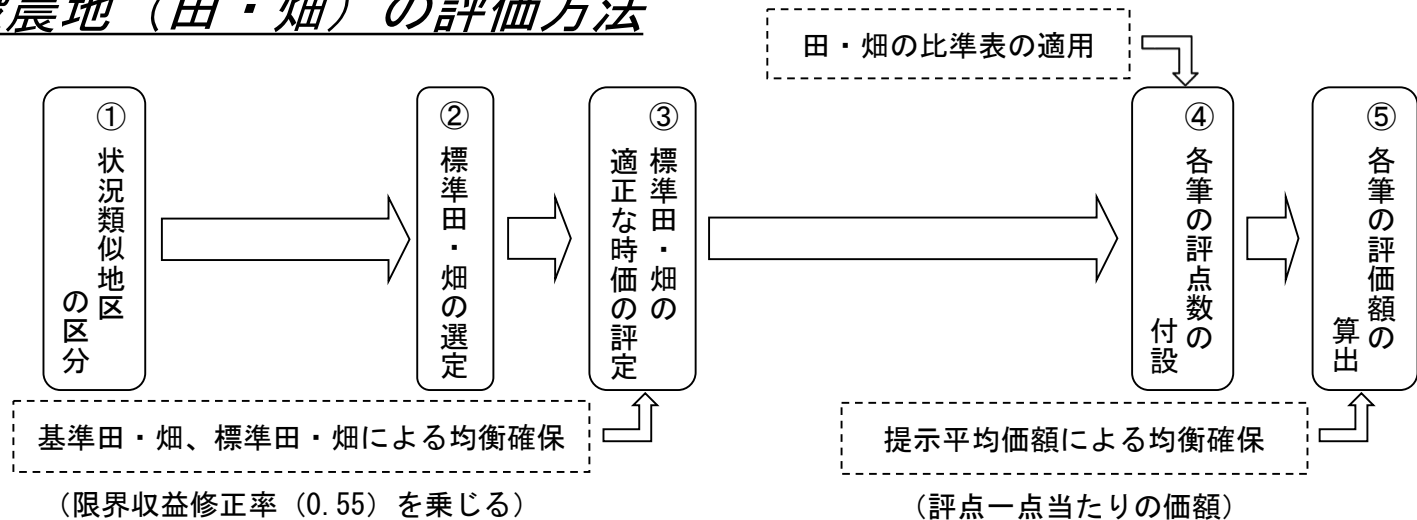 農地（田・畑）の評価方法
田・畑の比準表の適用
① 状況類似地区
の区分
② 標準田・畑の選定
③ 標準田・畑の
適正な時価の評定
④ 各筆の評点数の
付設
⑤ 各筆の評価額の
算出
基準田・畑、標準田・畑による均衡確保
（限界収益修正率（0.55）を乗じる）
提示平均価額による均衡確保
（評点一点当たりの価額）